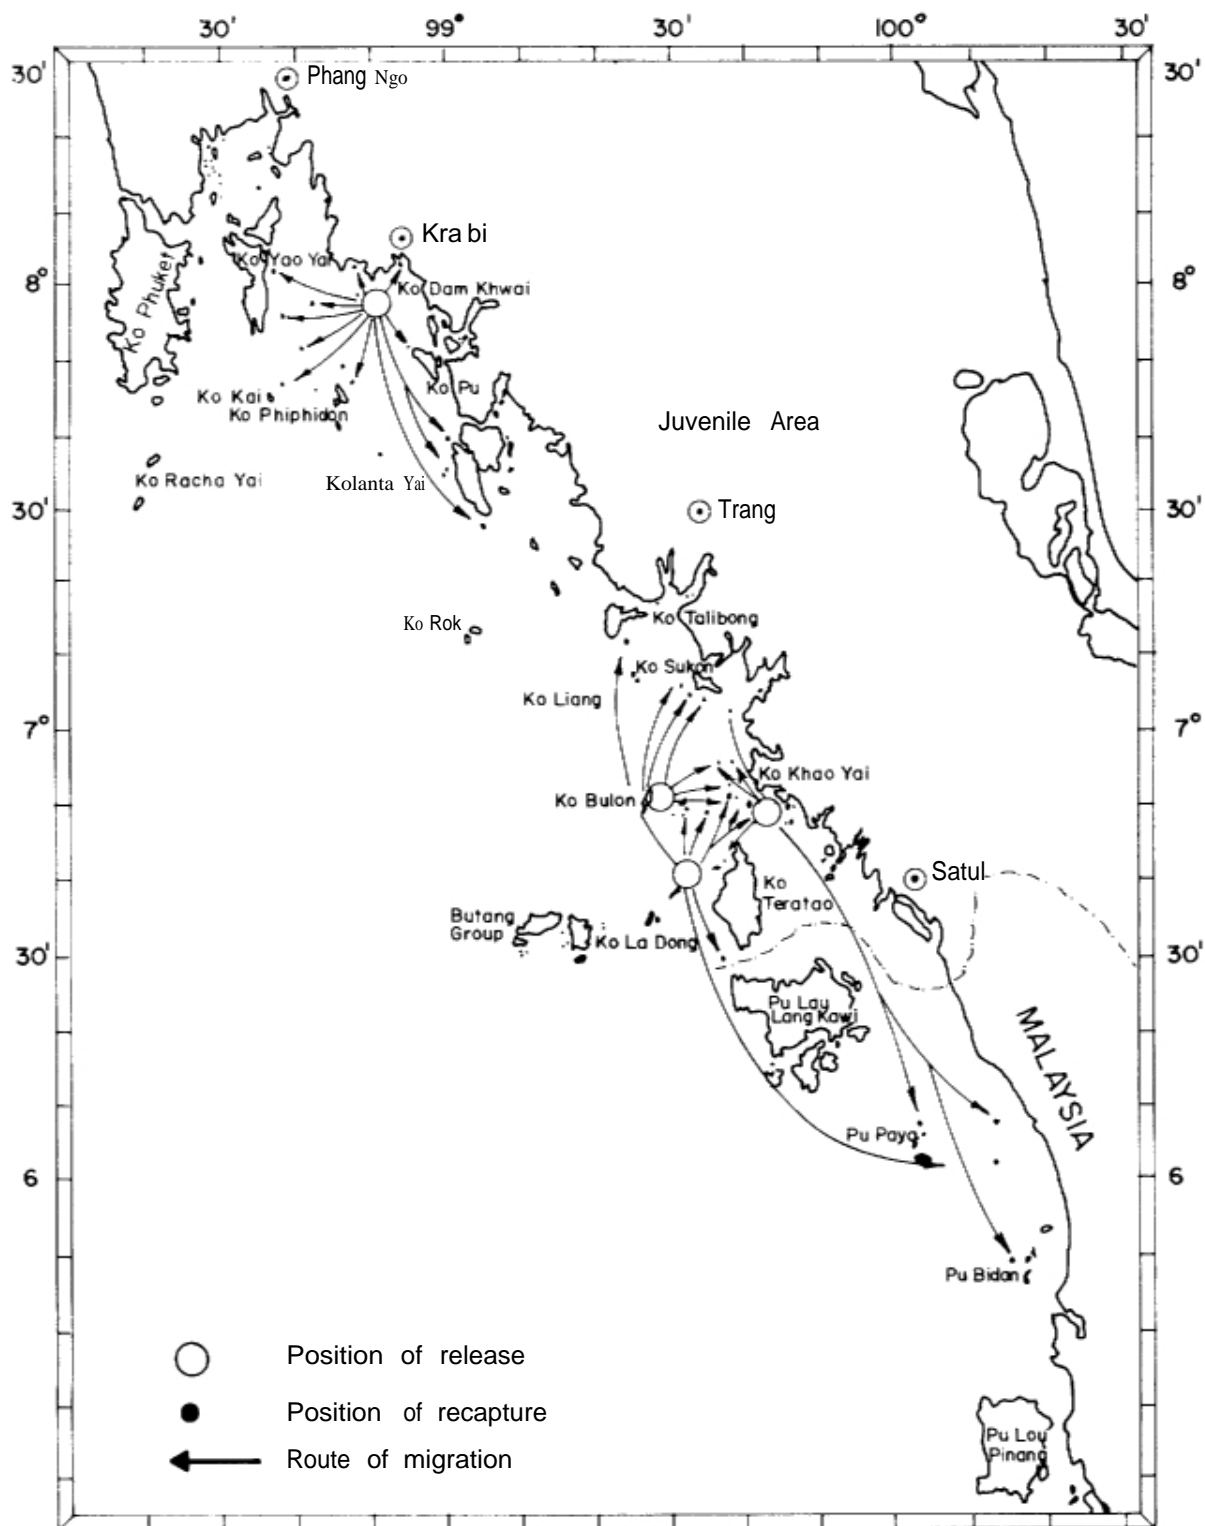 30' 99° 30' 100° 30'
30' Phang Ngo 30'
Kra bi
Ko Yao Yai
8° Ko Dam Khwai 8°
Ko Phuket
Ko Pu
Ko Kai
Ko Phiphidon
Juvenile Area
Ko Racha Yai
Kolanta Yai
30' Trang 30'
Ko Rok
Ko Talibong
Ko Sukon
Ko Liang
7° 7°
Ko Khao Yai
Ko Bulon
Satul
Ko
Teratao
Butang
Group
Ko La Dong
30' 30'
Pu Lay
Lang Kawi
MALAYSIA
Pu Paya
6 6
Pu Bidan
Position of release
Position of recapture
Route of migration
Pu Lou
Pinang